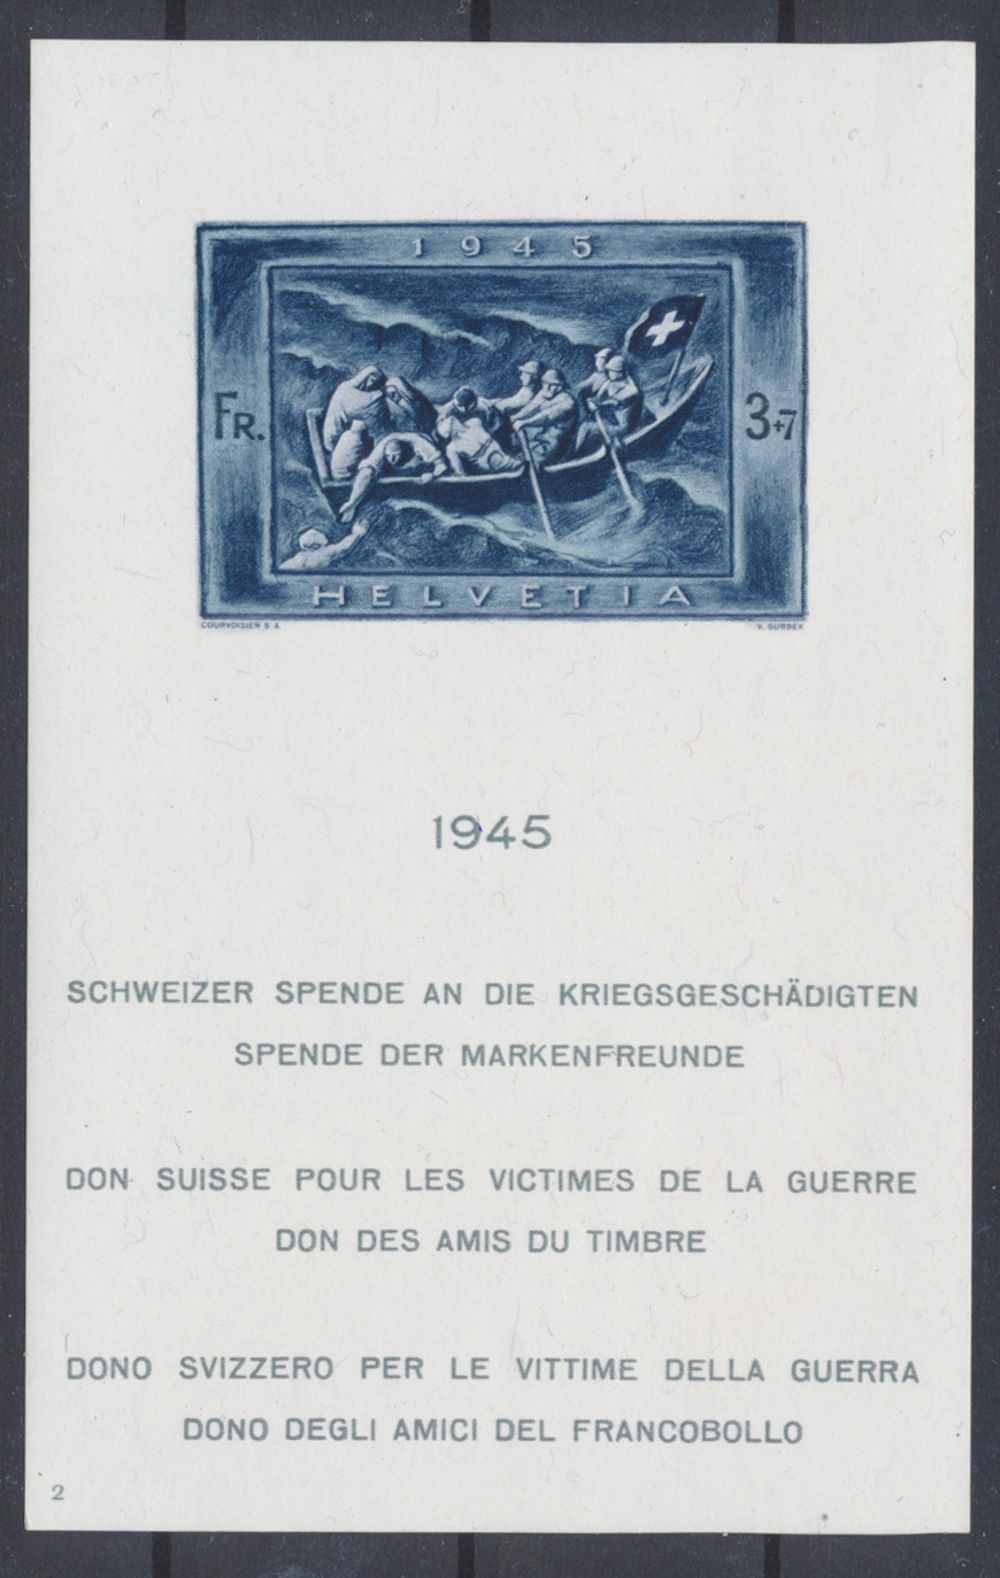 1945
FR. 3+7
HELVETIA
COURVOISIER S A V. SURBEK
1945
SCHWEIZER SPENDE AN DIE KRIEGSGESCHÄDIGTEN
SPENDE DER MARKENFREUNDE
DON SUISSE POUR LES VICTIMES DE LA GUERRE
DON DES AMIS DU TIMBRE
DONO SVIZZERO PER LE VITTIME DELLA GUERRA
DONO DEGLI AMICI DEL FRANCOBOLLO
2